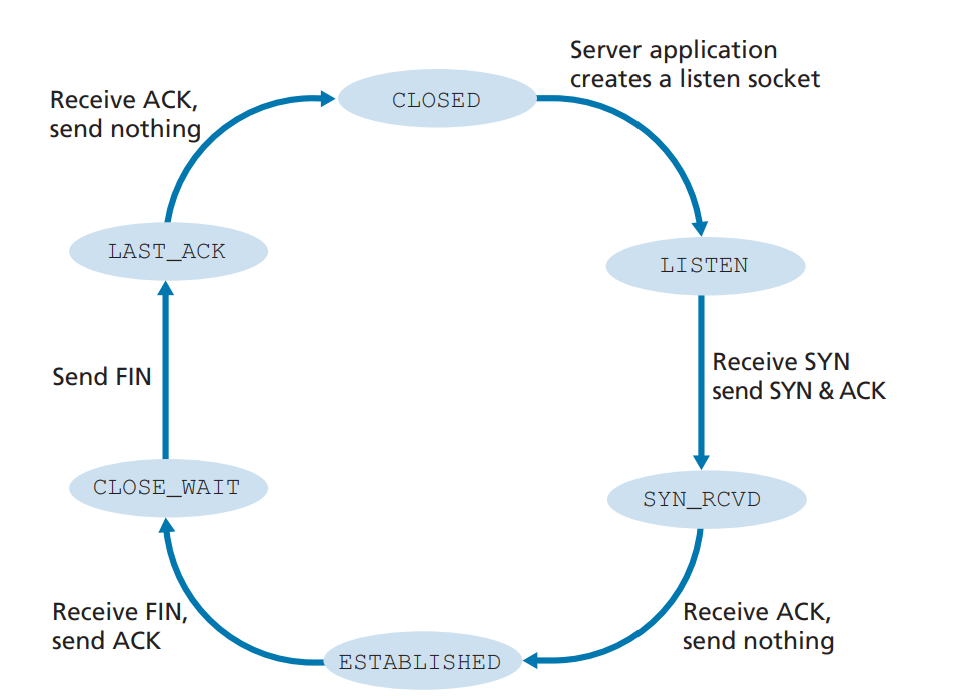 Server application
creates a listen socket
CLOSED
Receive ACK,
send nothing
LAST_ACK
LISTEN
Receive SYN
send SYN & ACK
Send FIN
CLOSE_WAIT
SYN_RCVD
Receive FIN,
send ACK
Receive ACK,
send nothing
ESTABLISHED